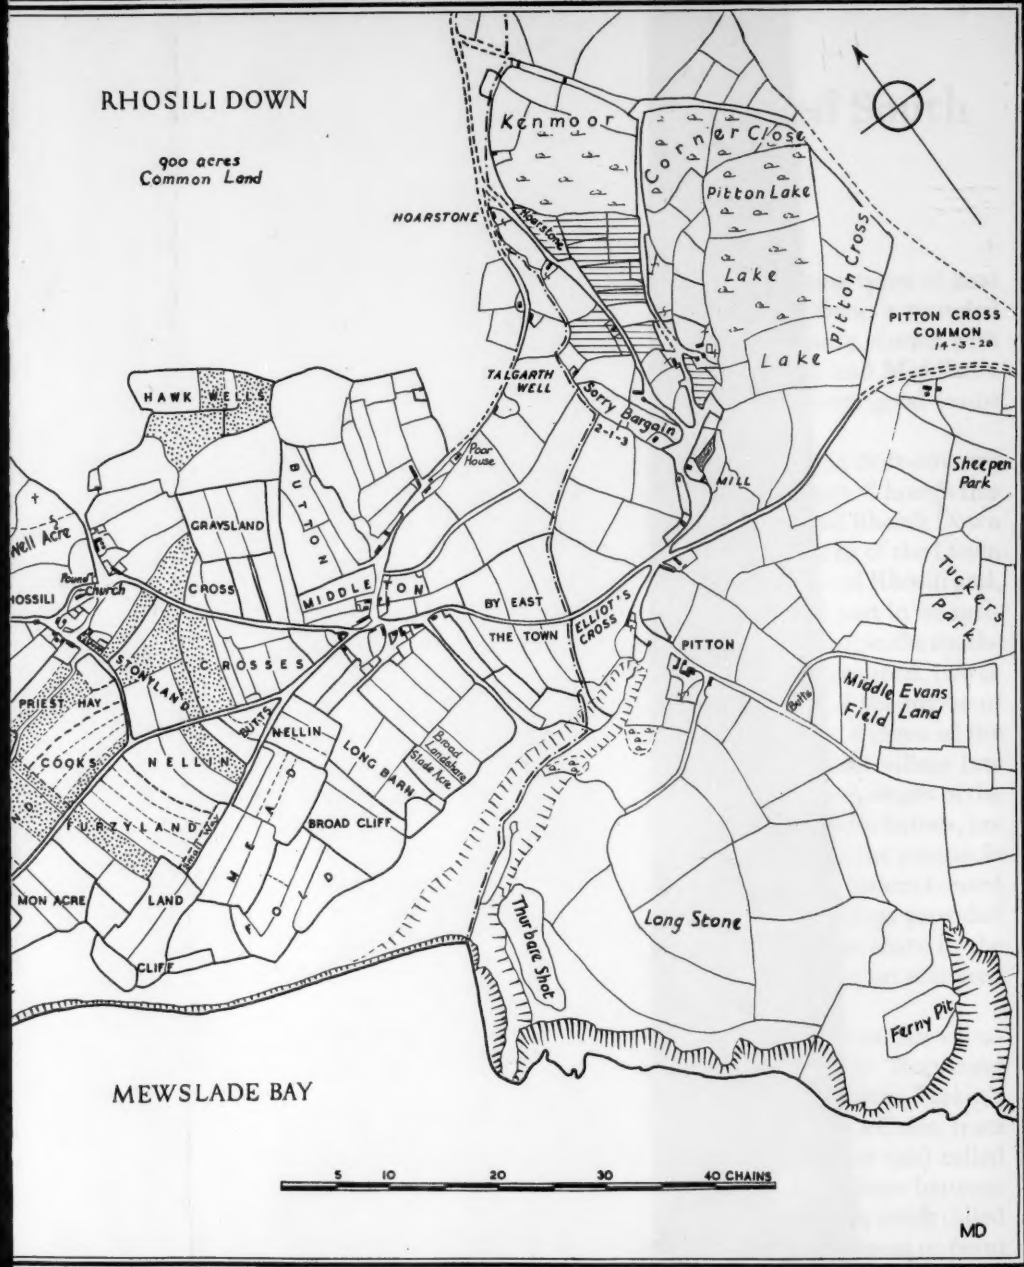 RHOSILI DOWN
900 acres
Common Land
Kenmoor
Corner Close
Pitton Lake
HOARSTONE
Hoarstone
Lake
Pitton Cross
PITTON CROSS
COMMON
14-3-28
Lake
TALGARTH
WELL
Sorry Bargain
2-1-3
HAWK WELLS
Poor
House
MILL
Sheepen
Park
BUTTON
GRAYSLAND
Well Acre
Pound
Church
HOSSILI
CROSS
MIDDLETON
BY EAST
THE TOWN
ELLIOT'S
CROSS
PITTON
Tuckers
Park
CROSSES
STONYLAND
PRIEST HAY
BUTTS
NELLIN
Butts
Middle
Field
Evans
Land
COOKS
NELLIN
LONG BARN
Broad
Landshare
Slade Acre
FURZYLAND
Small
MEAD
FOLD
BROAD CLIFF
MON ACRE
LAND
CLIFF
Thurbare Shot
Long Stone
Ferny Pit
MEWSLADE BAY
5 10 20 30 40 CHAINS
MD